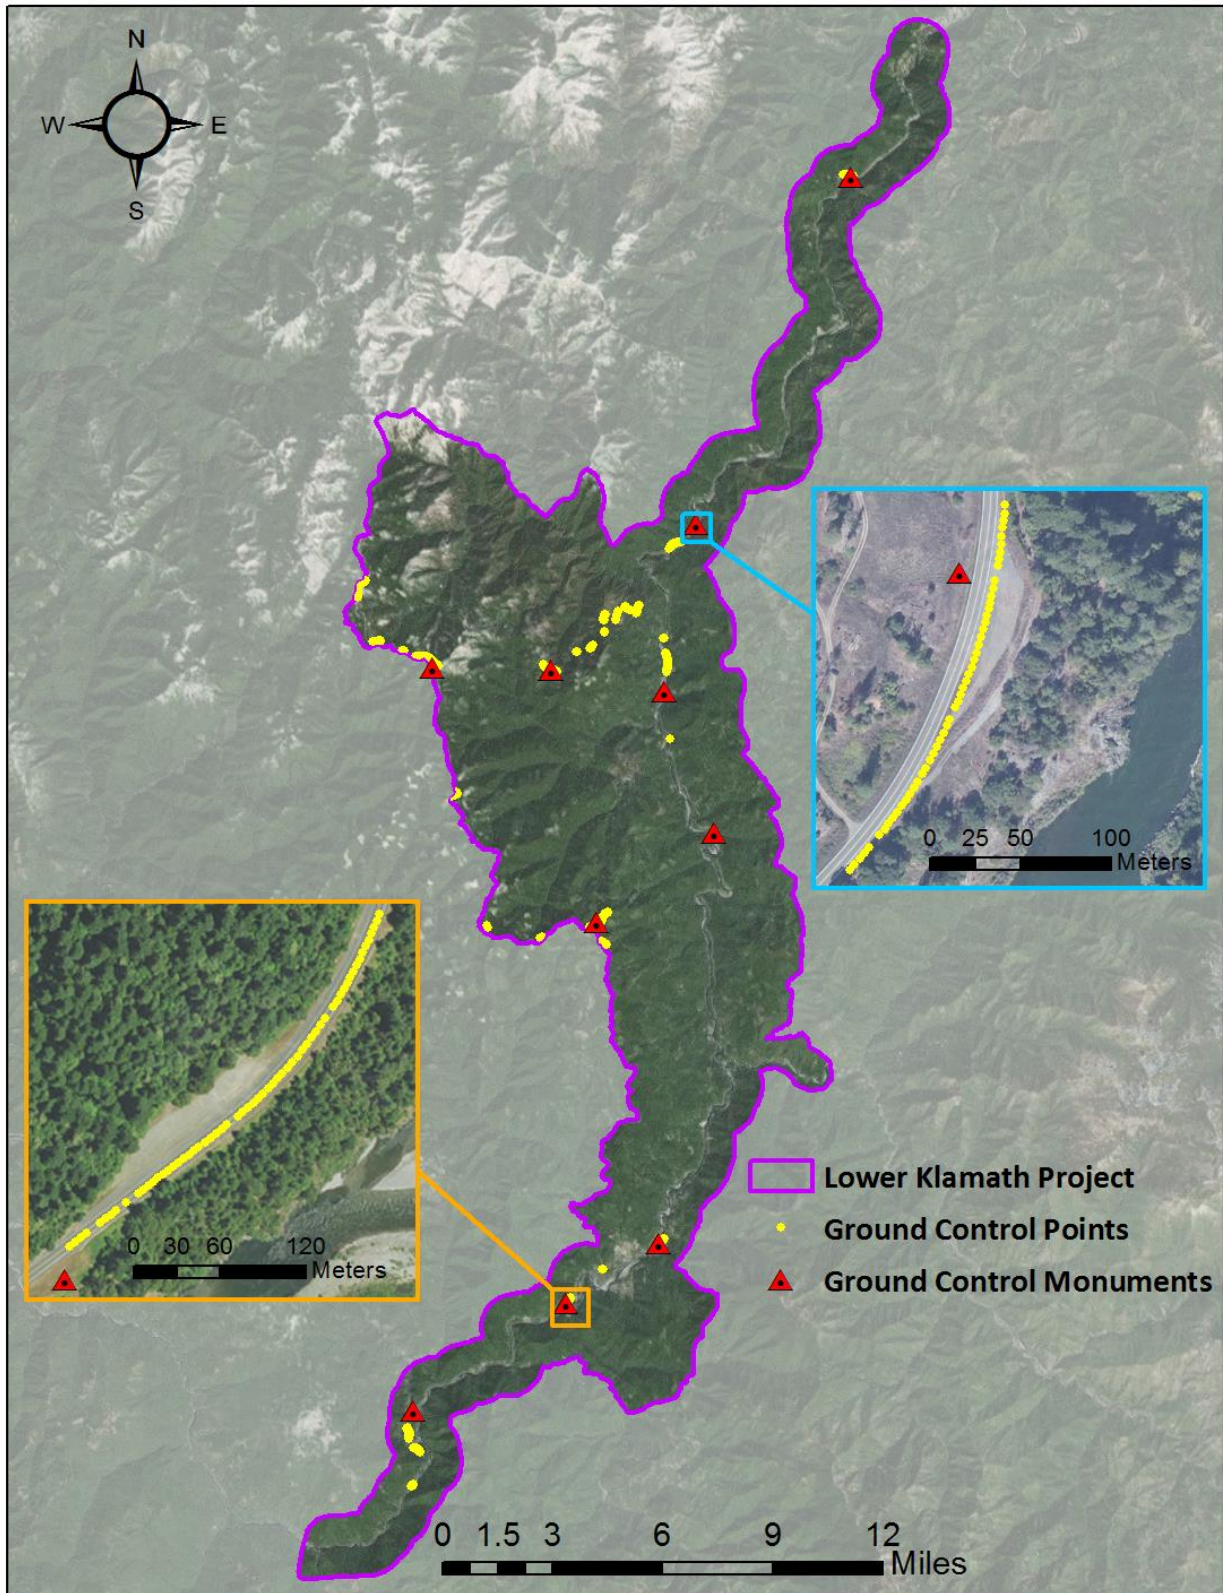 N
W E
S
0 25 50 100
Meters
0 30 60 120
Meters
Lower Klamath Project
Ground Control Points
Ground Control Monuments
0 1.5 3 6 9 12
Miles